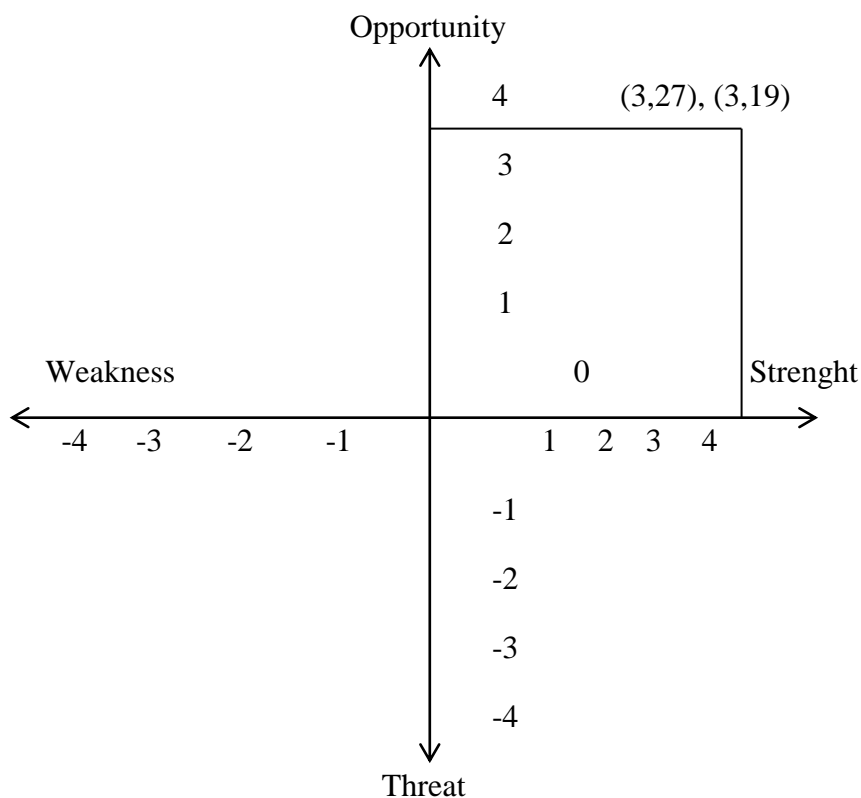 Opportunity
4 (3,27), (3,19)
3
2
1
Weakness 0 Strenght
-4 -3 -2 -1 1 2 3 4
-1
-2
-3
-4
Threat